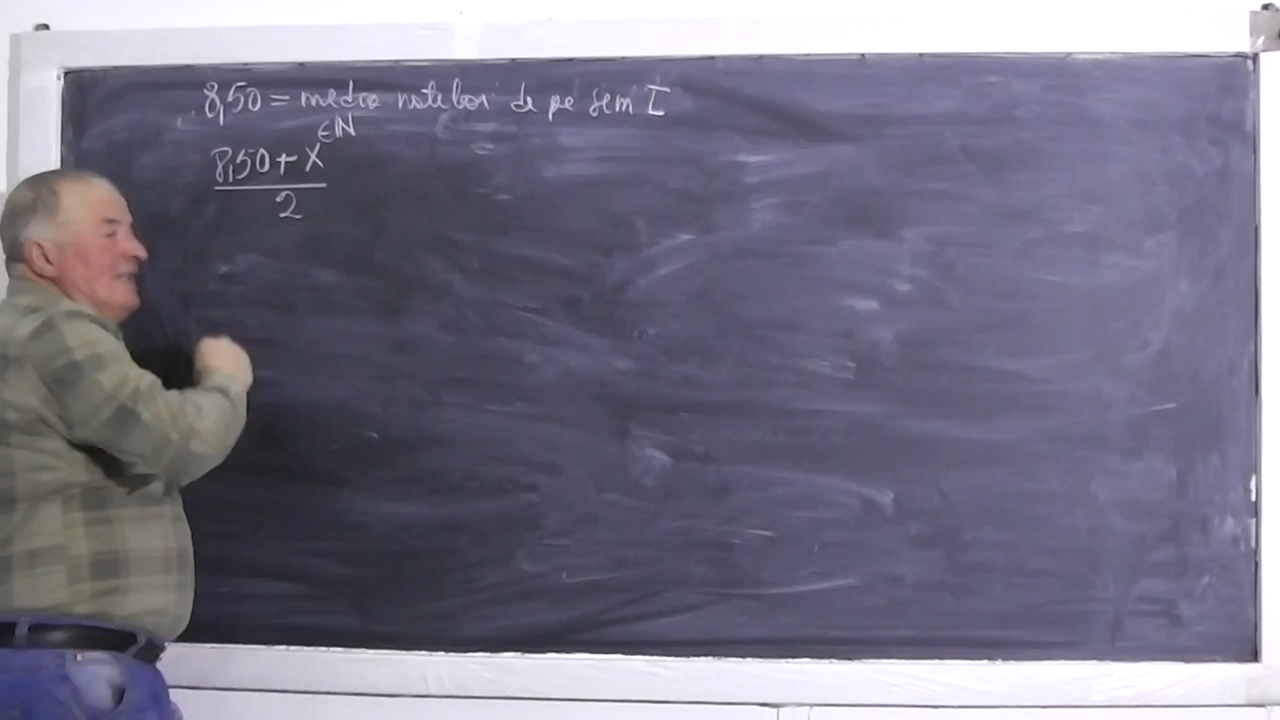 8,50 = media notelor de pe sem I
8,50 + X ∈ ℕ
2